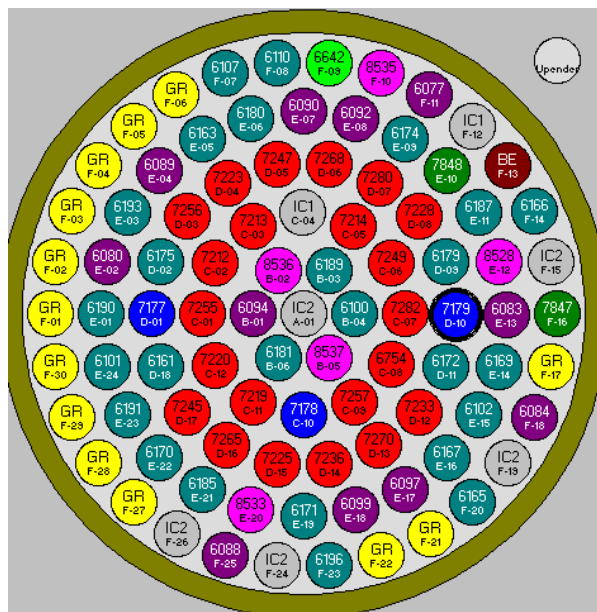 6107
F-07
6110
F-08
6642
F-09
8535
F-10
Upender
GR
F-06
6077
F-11
6180
E-06
6090
E-07
6092
E-08
GR
F-05
6163
E-05
6174
E-09
IC1
F-12
GR
F-04
6089
E-04
7247
D-05
7268
D-06
7848
E-10
BE
F-13
7223
D-04
7280
D-07
GR
F-03
6193
E-03
7256
D-03
7213
C-03
IC1
C-04
7214
C-05
7228
D-08
6187
E-11
6166
F-14
GR
F-02
6080
E-02
6175
D-02
7212
C-02
8536
B-02
6189
B-03
7249
C-06
6179
D-09
8528
E-12
IC2
F-15
GR
F-01
6190
E-01
7177
D-01
7255
C-01
6094
B-01
IC2
A-01
6100
B-04
7282
C-07
7179
D-10
6083
E-13
7847
F-16
GR
F-30
6101
E-24
6161
D-18
7220
C-12
6181
B-06
8537
B-05
6754
C-08
6172
D-11
6169
E-14
GR
F-17
GR
F-29
6191
E-23
7245
D-17
7219
C-11
7178
C-10
7257
C-09
7233
D-12
6102
E-15
6084
F-18
GR
F-28
6170
E-22
7265
D-16
7225
D-15
7236
D-14
7270
D-13
6167
E-16
IC2
F-19
GR
F-27
6185
E-21
8533
E-20
6171
E-19
6099
E-18
6097
E-17
6165
F-20
IC2
F-26
6088
F-25
IC2
F-24
6196
F-23
GR
F-22
GR
F-21